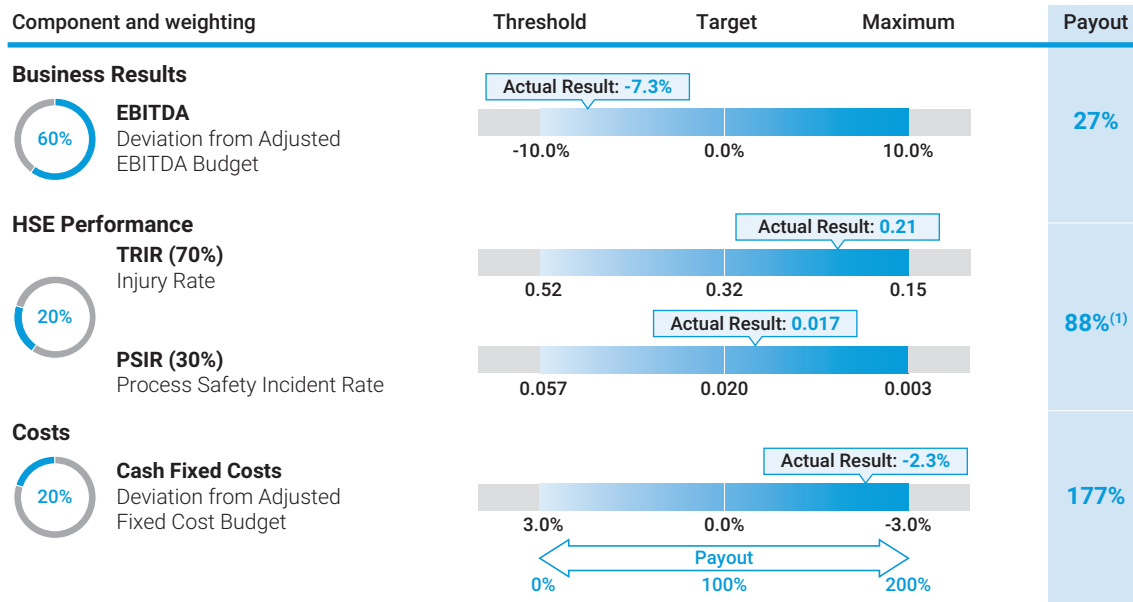 Component and weighting Threshold Target Maximum Payout
Business Results
Actual Result: -7.3%
60%
EBITDA
Deviation from Adjusted
EBITDA Budget
-10.0% 0.0% 10.0%
27%
HSE Performance
TRIR (70%)
Injury Rate
Actual Result: 0.21
0.52 0.32 0.15
20%
Actual Result: 0.017
PSIR (30%)
Process Safety Incident Rate
0.057 0.020 0.003
88%(1)
Costs
Actual Result: -2.3%
20%
Cash Fixed Costs
Deviation from Adjusted
Fixed Cost Budget
3.0% 0.0% -3.0%
177%
Payout
0% 100% 200%